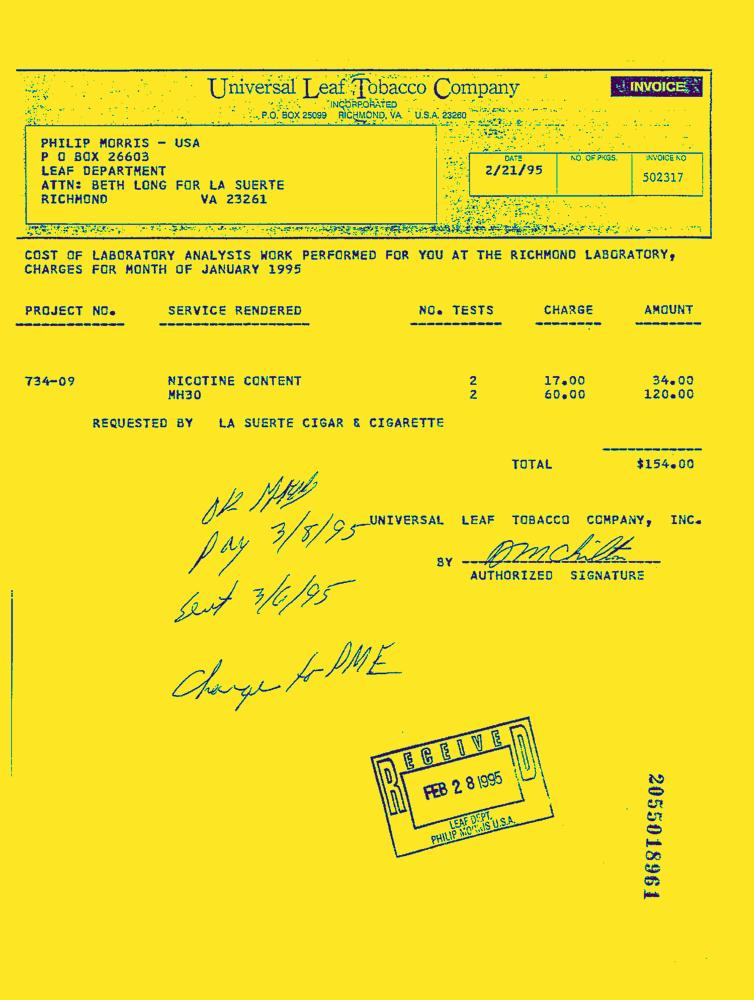 Universal Leaf Tobacco Company
INCORPORATED
P.O. BOX 25099 RICHMOND, VA. U.S.A. 23260
INVOICE
PHILIP MORRIS - USA
P O BOX 26603
LEAF DEPARTMENT
ATTN: BETH LONG FOR LA SUERTE
RICHMOND VA 23261
DATE NO. OF PKGS. INVOICE NO
2/21/95 502317
COST OF LABORATORY ANALYSIS WORK PERFORMED FOR YOU AT THE RICHMOND LABORATORY,
CHARGES FOR MONTH OF JANUARY 1995
PROJECT NO. SERVICE RENDERED NO. TESTS CHARGE AMOUNT
734-09 NICOTINE CONTENT 2 17.00 34.00
MH30 2 60.00 120.00
REQUESTED BY LA SUERTE CIGAR & CIGARETTE
TOTAL $154.00
OK
Pay 3/8/95
UNIVERSAL LEAF TOBACCO COMPANY, INC.
BY
AUTHORIZED SIGNATURE
Sent 3/6/95
Charge to PME
RECEIVED
FEB 28 1995
LEAF DEPT.
PHILIP MORRIS U.S.A.
2055018961